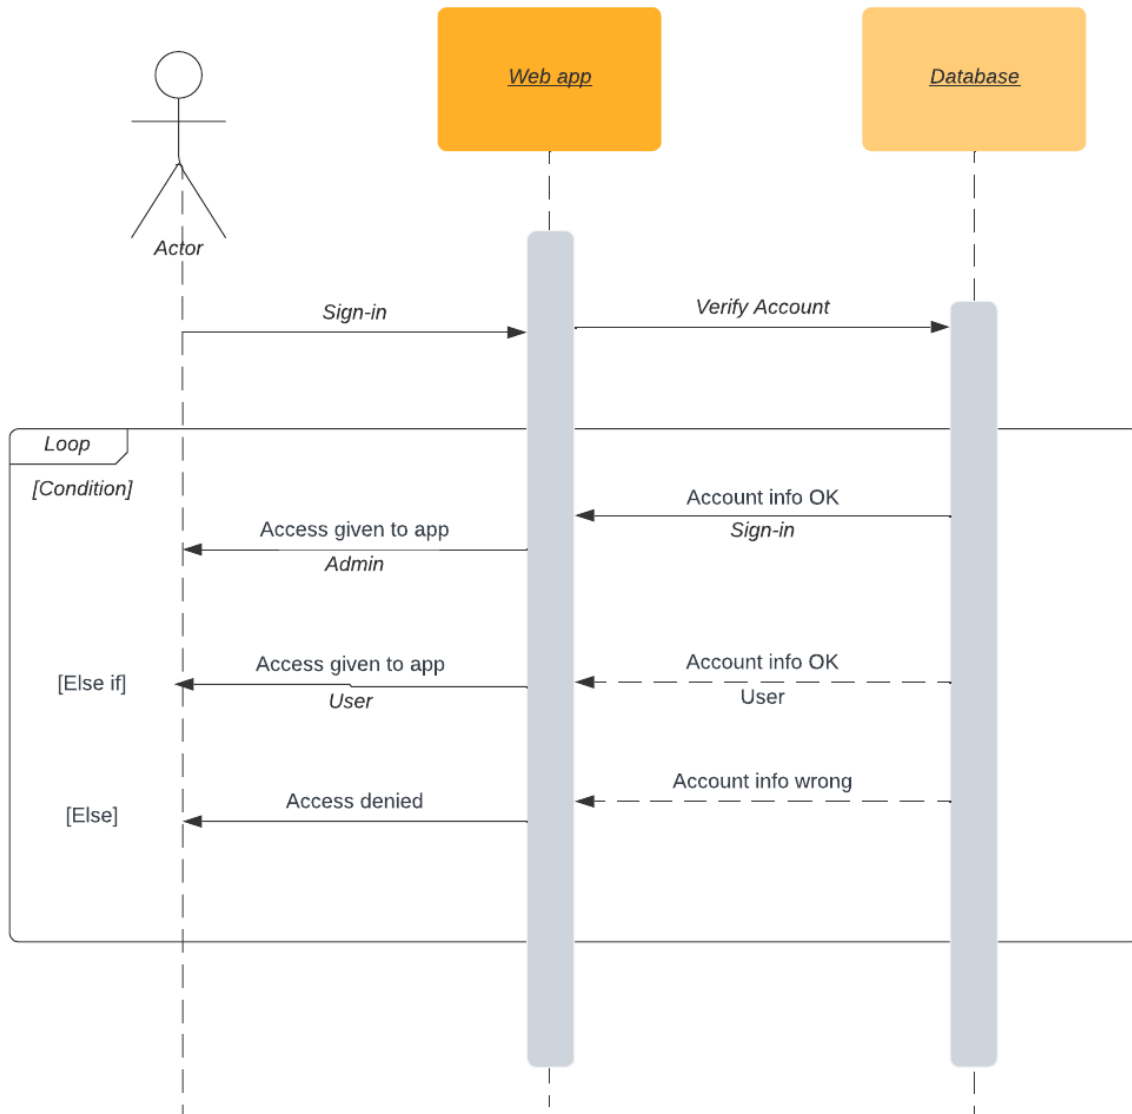 Web app
Database
Actor
Sign-in
Verify Account
Loop
[Condition]
Account info OK
Sign-in
Access given to app
Admin
[Else if]
Access given to app
User
Account info OK
User
[Else]
Access denied
Account info wrong